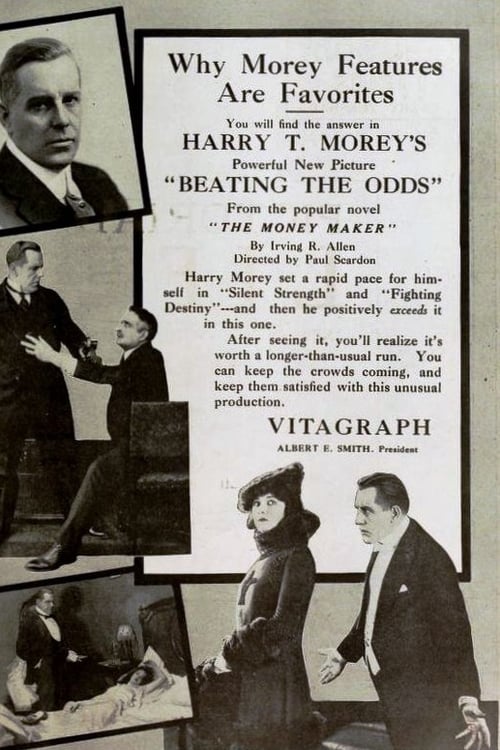 Why Morey Features
Are Favorites
You will find the answer in
HARRY T. MOREY'S
Powerful New Picture
"BEATING THE ODDS"
From the popular novel
"THE MONEY MAKER"
By Irving R. Allen
Directed by Paul Scardon
Harry Morey set a rapid pace for him-
self in "Silent Strength" and "Fighting
Destiny"---and then he positively exceeds it
in this one.
After seeing it, you'll realize it's
worth a longer-than-usual run. You
can keep the crowds coming, and
keep them satisfied with this unusual
production.
VITAGRAPH
ALBERT E. SMITH. President